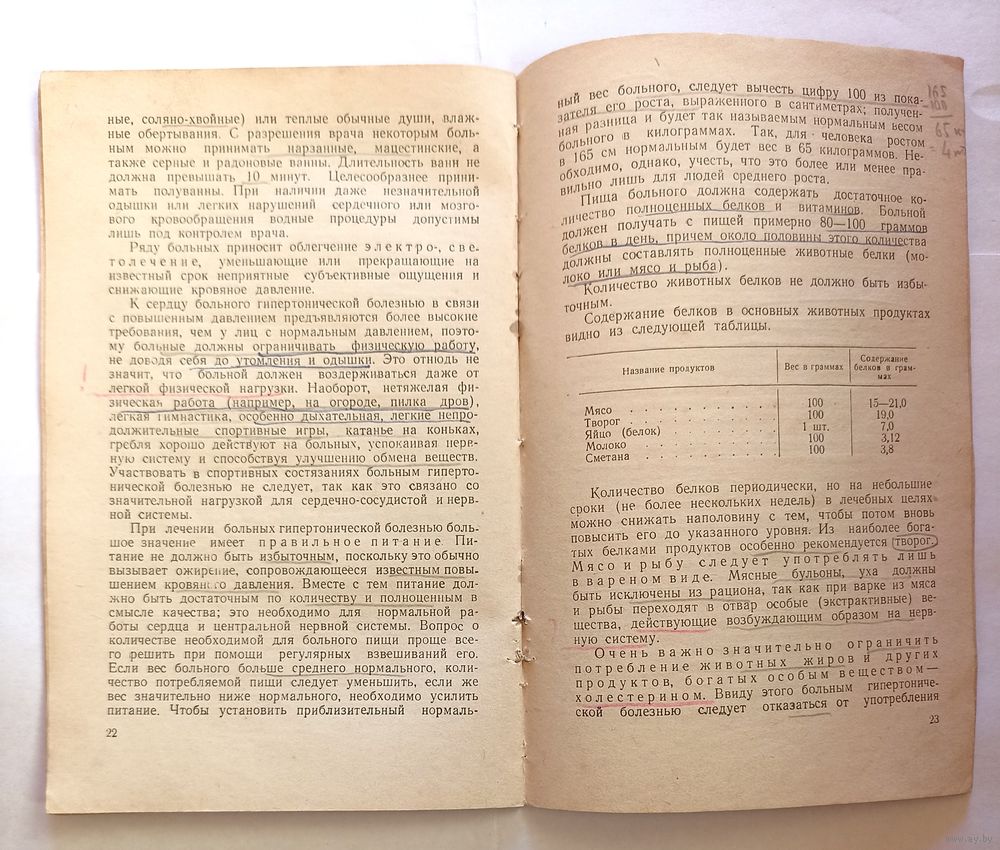 ные, соляно-хвойные) или теплые обычные души, влаж-
ные обертывания. С разрешения врача некоторым боль-
ным можно принимать нарзанные, мацестинские, а
также серные и радоновые ванны. Длительность ванн не
должна превышать 10 минут. Целесообразнее прини-
мать полуванны. При наличии даже незначительной
одышки или легких нарушений сердечного или мозго-
вого кровообращения водные процедуры допустимы
лишь под контролем врача.
Ряду больных приносит облегчение электро-, све-
толечение, уменьшающие или прекращающие на
известный срок неприятные субъективные ощущения и
снижающие кровяное давление.
К сердцу больного гипертонической болезнью в связи
с повышенным давлением предъявляются более высокие
требования, чем у лиц с нормальным давлением, поэто-
му больные должны ограничивать физическую работу,
не доводя себя до утомления и одышки. Это отнюдь не
значит, что больной должен воздерживаться даже от
легкой физической нагрузки. Наоборот, нетяжелая фи-
зическая работа (например, на огороде, пилка дров),
легкая гимнастика, особенно дыхательная, легкие непро-
должительные спортивные игры, катанье на коньках,
гребля хорошо действуют на больных, успокаивая нерв-
ную систему и способствуя улучшению обмена веществ.
Участвовать в спортивных состязаниях больным гиперто-
нической болезнью не следует, так как это связано со
значительной нагрузкой для сердечно-сосудистой и нерв-
ной системы.
При лечении больных гипертонической болезнью боль-
шое значение имеет правильное питание. Пи-
тание не должно быть избыточным, поскольку это обычно
вызывает ожирение, сопровождающееся известным повы-
шением кровяного давления. Вместе с тем питание дол-
жно быть достаточным по количеству и полноценным в
смысле качества; это необходимо для нормальной ра-
боты сердца и центральной нервной системы. Вопрос о
количестве необходимой для больного пищи проще все-
го решить при помощи регулярных взвешиваний его.
Если вес больного больше среднего нормального, коли-
чество потребляемой пищи следует уменьшить, если же
вес значительно ниже нормального, необходимо усилить
питание. Чтобы установить приблизительный нормаль-
22
ный вес больного, следует вычесть цифру 100 из пока-
зателя его роста, выраженного в сантиметрах; получен-
ная разница и будет так называемым нормальным весом
больного в килограммах. Так, для человека ростом
в 165 см нормальным будет вес в 65 килограммов. Не-
обходимо, однако, учесть, что это более или менее пра-
вильно лишь для людей среднего роста.
165
-100
65
Пища больного должна содержать достаточное ко-
личество полноценных белков и витаминов. Больной
должен получать с пищей примерно 80—100 граммов
белков в день, причем около половины этого количества
должны составлять полноценные животные белки (мо-
локо или мясо и рыба).
Количество животных белков не должно быть избы-
точным.
Содержание белков в основных животных продуктах
видно из следующей таблицы.
Название продуктов Вес в граммах Содержание белков в грам-мах
Мясо . . . . . . . . . . . 100 15—21,0
Творог . . . . . . . . . . 100 19,0
Яйцо (белок) . . . . . . . 1 шт. 7,0
Молоко . . . . . . . . . . 100 3,12
Сметана . . . . . . . . . 100 3,8
Количество белков периодически, но на небольшие
сроки (не более нескольких недель) в лечебных целях
можно снижать наполовину с тем, чтобы потом вновь
повысить его до указанного уровня. Из наиболее бога-
тых белками продуктов особенно рекомендуется творог.
Мясо и рыбу следует употреблять лишь
в вареном виде. Мясные бульоны, уха должны
быть исключены из рациона, так как при варке из мяса
и рыбы переходят в отвар особые (экстрактивные) ве-
щества, действующие возбуждающим образом на нерв-
ную систему.
Очень важно значительно ограничить
потребление животных жиров и других
продуктов, богатых особым веществом—
холестерином. Ввиду этого больным гипертониче-
ской болезнью следует отказаться от употребления
23
www.ay.by